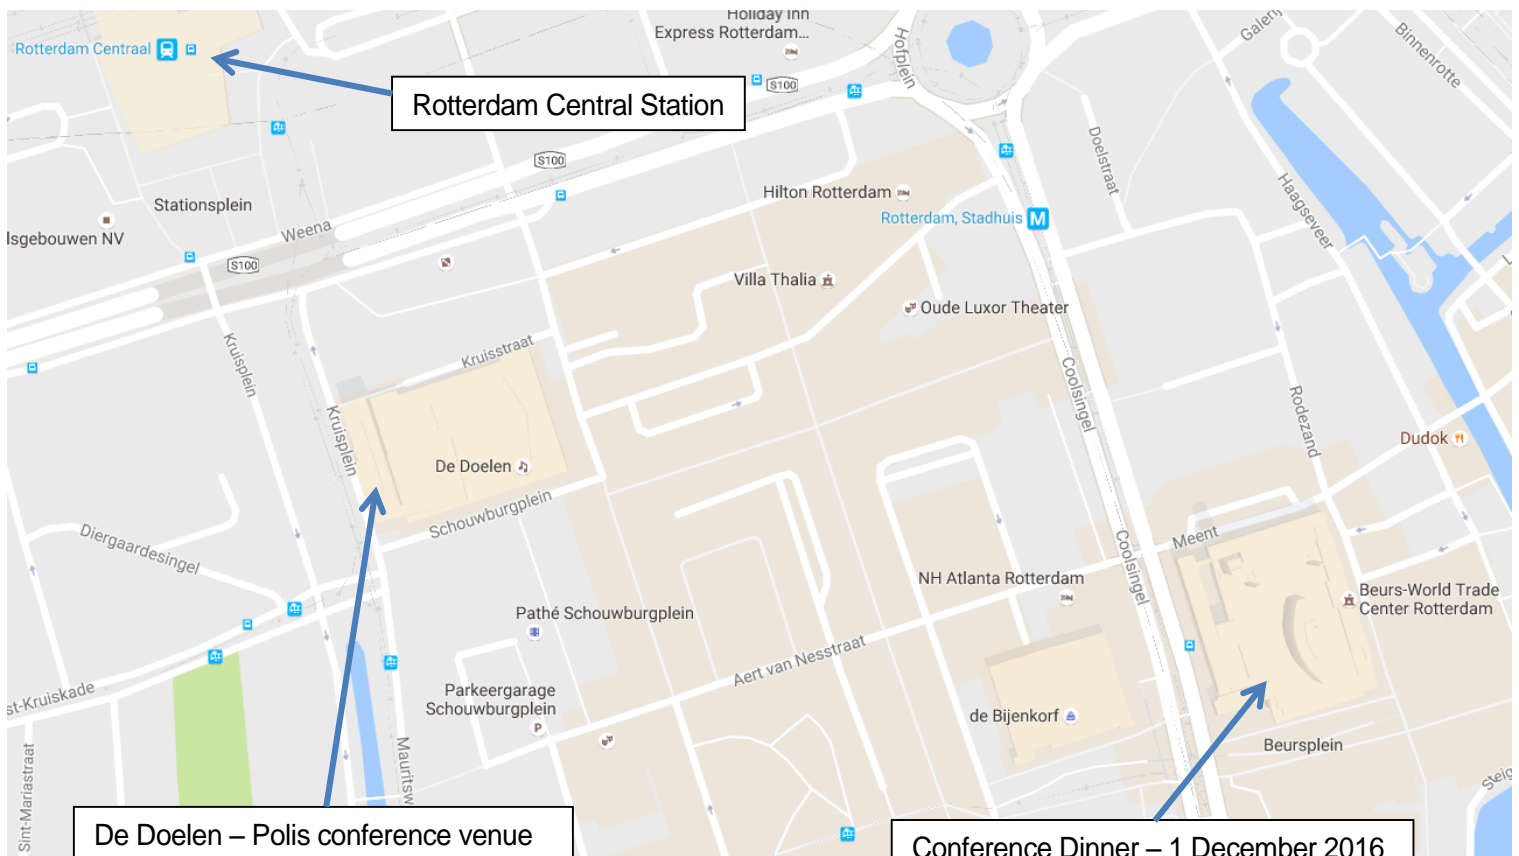 Holiday Inn
Express Rotterdam...
Rotterdam Centraal
Hofplein
Galerij
Binnenrotte
S100
Rotterdam Central Station
S100
Doelstraat
Haagseveer
Stationsplein
Hilton Rotterdam
Rotterdam, Stadhuis M
Weena
lsgebouwen NV
S100
Villa Thalia
Oude Luxor Theater
Kruisplein
Kruisstraat
Coolsingel
Rodezand
Kruisplein
Dudok
De Doelen
Schouwburgplein
Diergaardesingel
Meent
Coolsingel
NH Atlanta Rotterdam
Beurs-World Trade
Center Rotterdam
Pathé Schouwburgplein
Aert van Nesstraat
st-Kruiskade
Parkeergarage
Schouwburgplein
P
de Bijenkorf
Beursplein
Mauritsw
Sint-Mariastraat
Steig
De Doelen – Polis conference venue
Conference Dinner – 1 December 2016